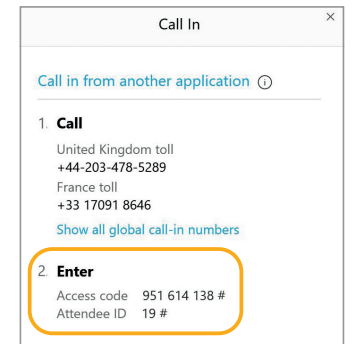 Call In
Call in from another application
1. Call
United Kingdom toll
+44-203-478-5289
France toll
+33 17091 8646
Show all global call-in numbers
2. Enter
Access code 951 614 138 #
Attendee ID 19 #